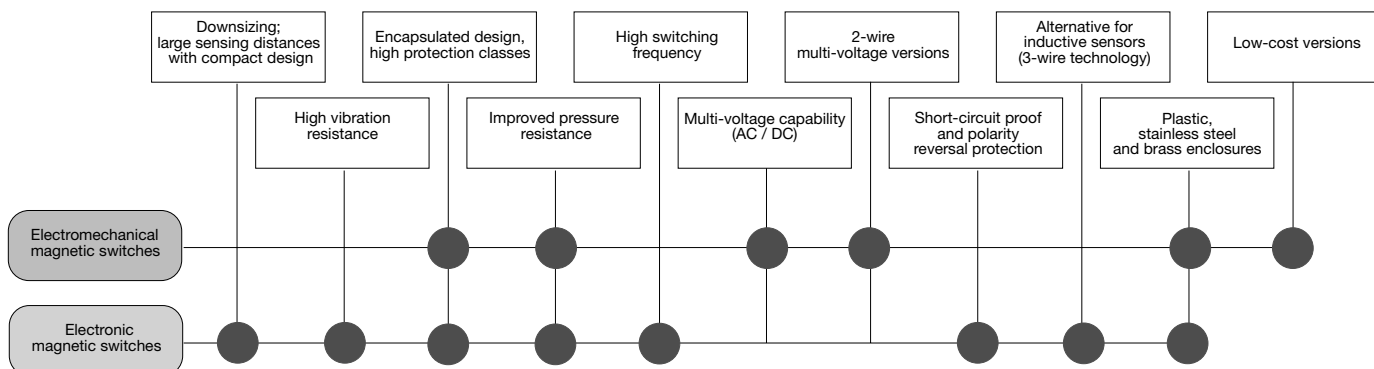 Downsizing;
large sensing distances
with compact design
Encapsulated design,
high protection classes
High switching
frequency
2-wire
multi-voltage versions
Alternative for
inductive sensors
(3-wire technology)
Low-cost versions
High vibration
resistance
Improved pressure
resistance
Multi-voltage capability
(AC / DC)
Short-circuit proof
and polarity
reversal protection
Plastic,
stainless steel
and brass enclosures
Electromechanical
magnetic switches
Electronic
magnetic switches